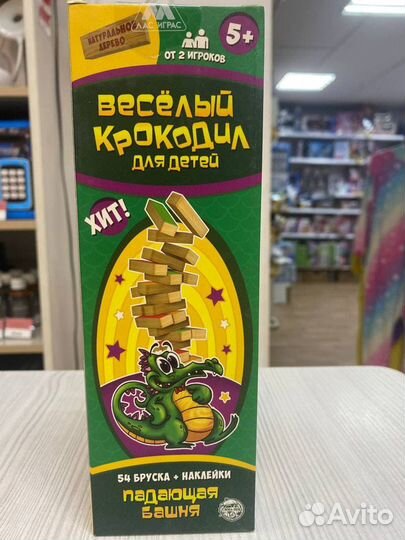 НАТУРАЛЬНОЕ
ДЕРЕВО
ЛАС ИГРАС
ОТ 2 ИГРОКОВ
5+
ВЕСЁЛЫЙ
КРОКОДИЛ
ДЛЯ ДЕТЕЙ
ХИТ!
54 БРУСКА + НАКЛЕЙКИ
ПАДАЮЩАЯ
БАШНЯ
Avito